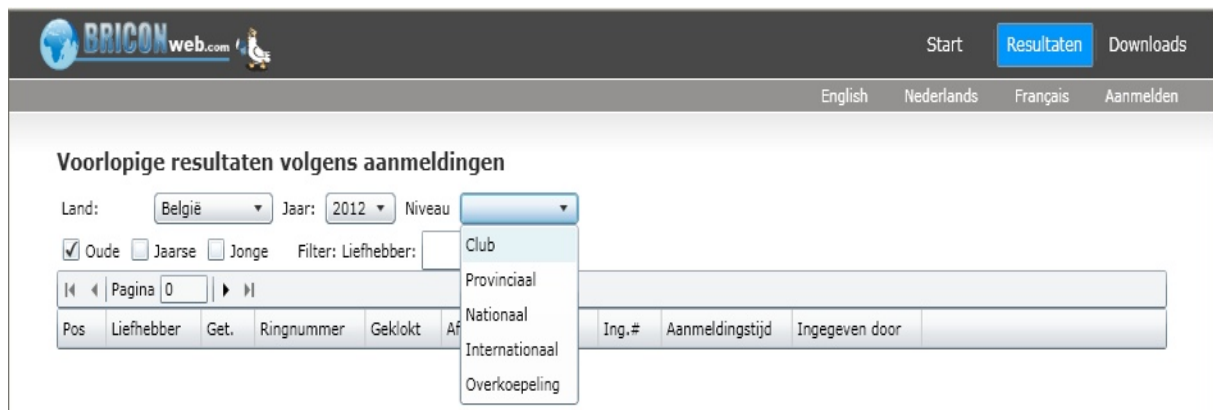 BRICONweb.com
Start Resultaten Downloads
English Nederlands Français Aanmelden
Voorlopige resultaten volgens aanmeldingen
Land: België Jaar: 2012 Niveau
Oude Jaarse Jonge Filter: Liefhebber:
Club
Provinciaal
Nationaal
Internationaal
Overkoepeling
Pagina 0
Pos Liefhebber Get. Ringnummer Geklokt Af Ing.# Aanmeldingstijd Ingegeven door